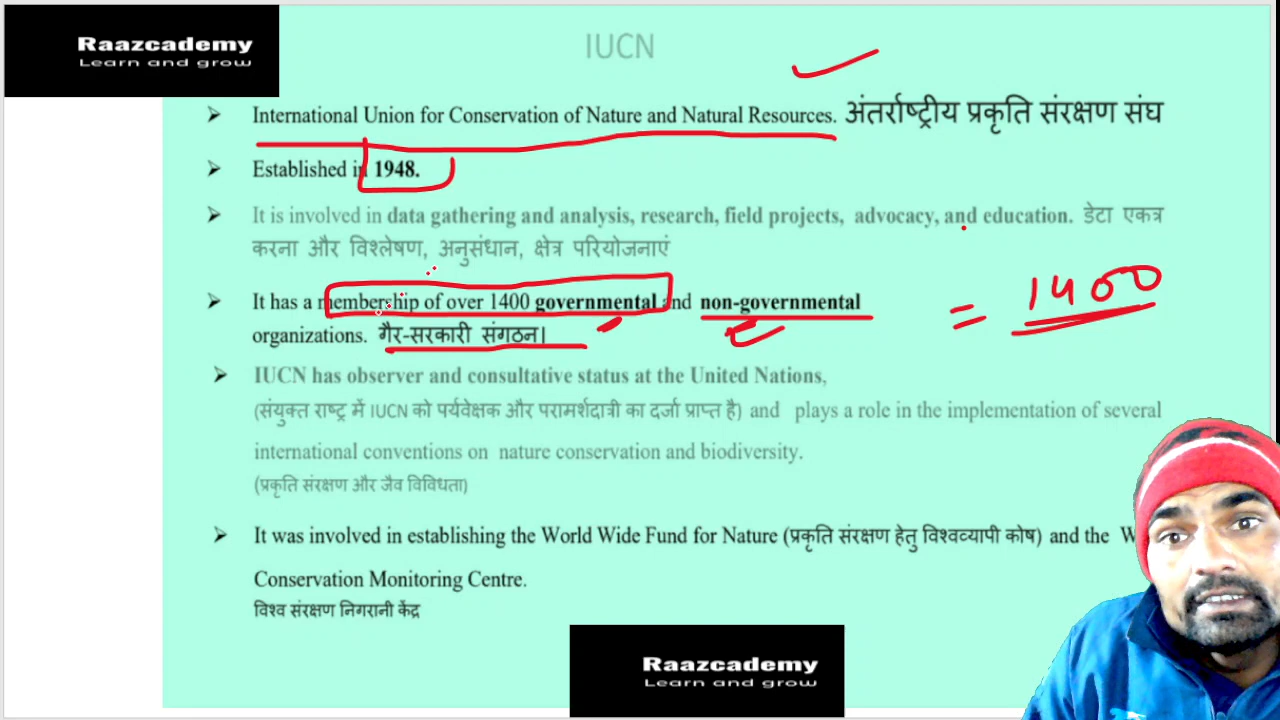 Raazcademy
Learn and grow
IUCN
International Union for Conservation of Nature and Natural Resources. अंतर्राष्ट्रीय प्रकृति संरक्षण संघ
Established in 1948.
It is involved in data gathering and analysis, research, field projects, advocacy, and education. डेटा एकत्र
करना और विश्लेषण, अनुसंधान, क्षेत्र परियोजनाएं
It has a membership of over 1400 governmental and non-governmental
= 1400
organizations. गैर-सरकारी संगठन।
IUCN has observer and consultative status at the United Nations,
(संयुक्त राष्ट्र में IUCN को पर्यवेक्षक और परामर्शदात्री का दर्जा प्राप्त है) and plays a role in the implementation of several
international conventions on nature conservation and biodiversity.
(प्रकृति संरक्षण और जैव विविधता)
It was involved in establishing the World Wide Fund for Nature (प्रकृति संरक्षण हेतु विश्वव्यापी कोष) and the
Conservation Monitoring Centre.
विश्व संरक्षण निगरानी केंद्र
Raazcademy
Learn and grow